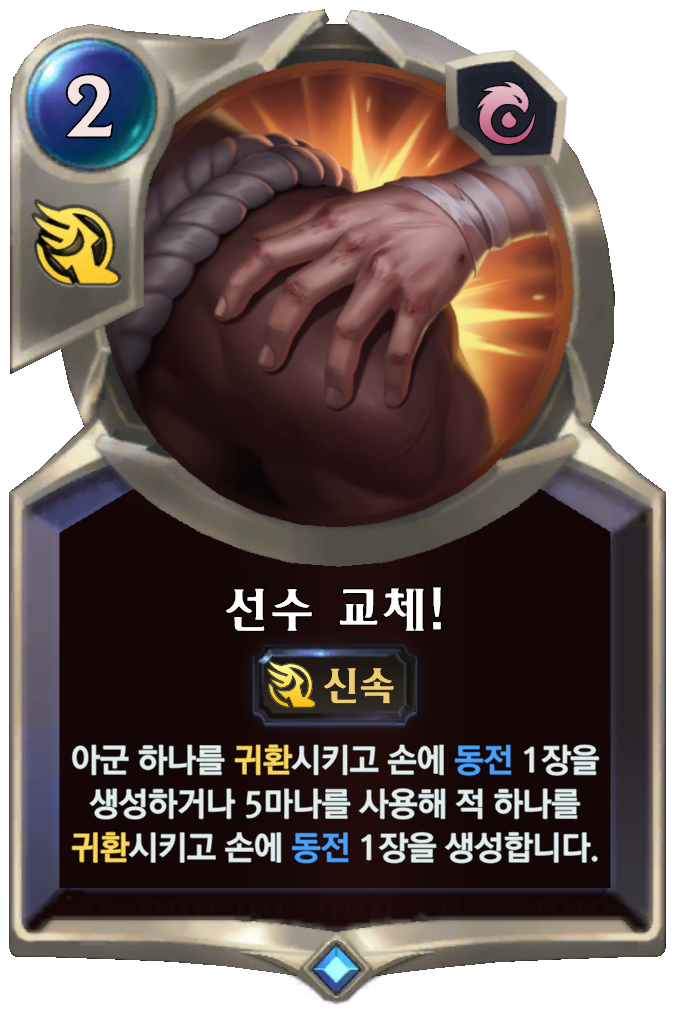 2
선수 교체!
신속
아군 하나를 귀환시키고 손에 동전 1장을
생성하거나 5마나를 사용해 적 하나를
귀환시키고 손에 동전 1장을 생성합니다.